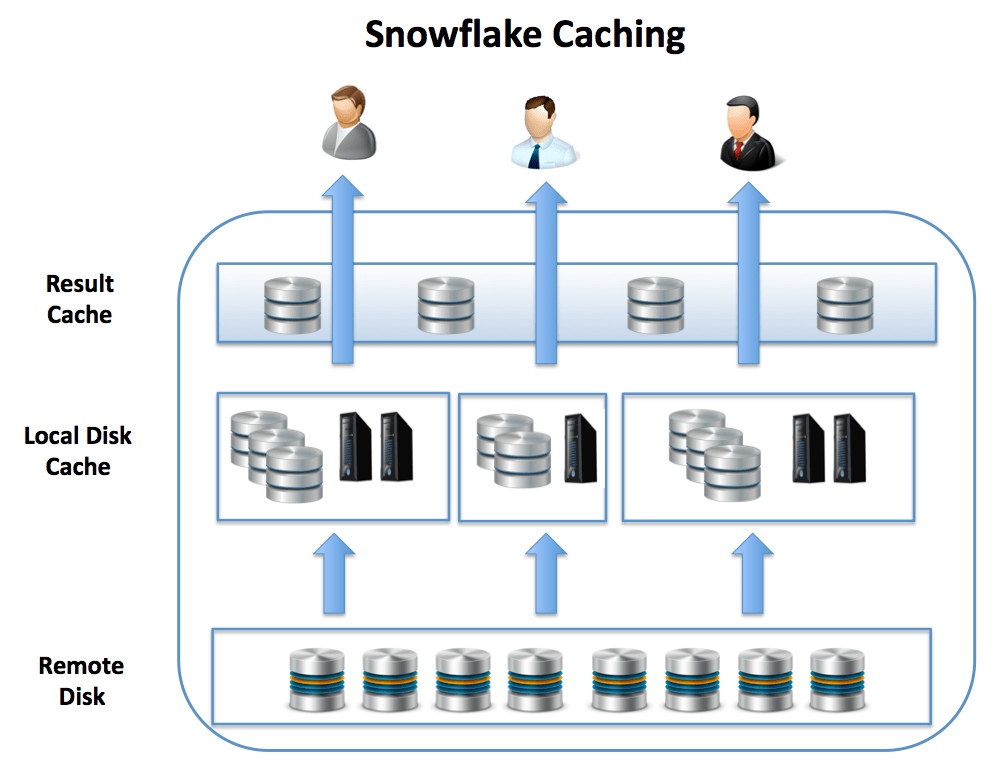 Snowflake Caching
Result
Cache
Local Disk
Cache
Remote
Disk